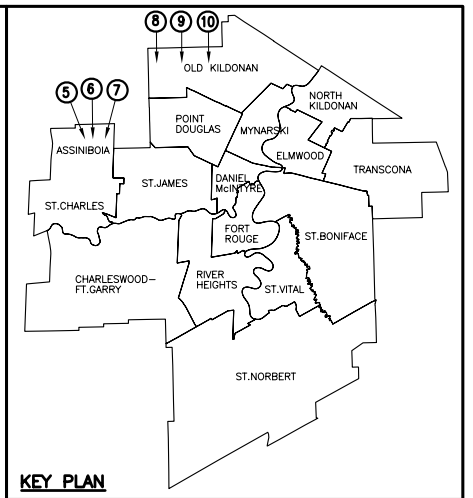 8 9 10
OLD KILDONAN
5 6 7
NORTH
KILDONAN
POINT
DOUGLAS
MYNARSKI
ASSINIBOIA
ELMWOOD
TRANSCONA
ST.JAMES
DANIEL
McINTYRE
ST.CHARLES
FORT
ROUGE
ST.BONIFACE
CHARLESWOOD–
FT.GARRY
RIVER
HEIGHTS
ST.VITAL
ST.NORBERT
KEY PLAN